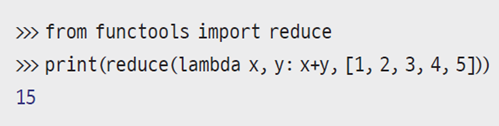 >>> from functools import reduce
>>> print(reduce(lambda x, y: x+y, [1, 2, 3, 4, 5]))
15